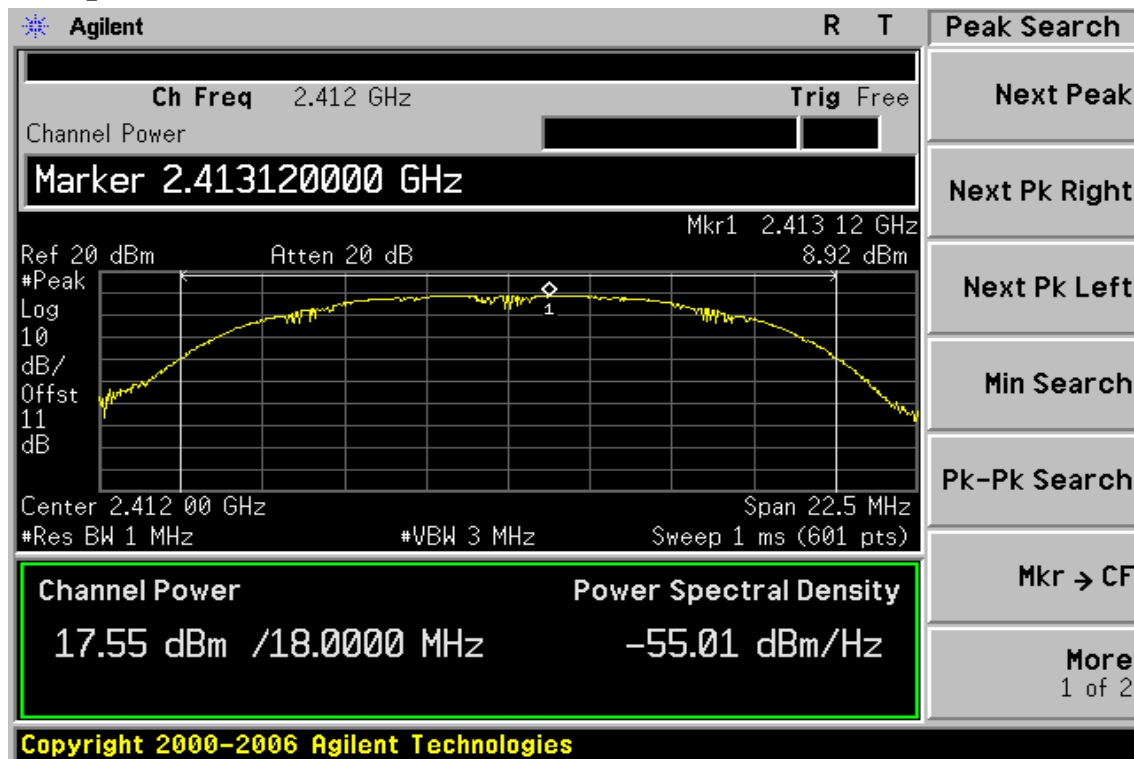 Agilent R T Peak Search
Ch Freq 2.412 GHz Trig Free
Channel Power
Marker 2.413120000 GHz
Mkr1 2.413 12 GHz
Ref 20 dBm Atten 20 dB 8.92 dBm
#Peak
Log
10
dB/
Offst
11
dB
1
Center 2.412 00 GHz Span 22.5 MHz
#Res BW 1 MHz #VBW 3 MHz Sweep 1 ms (601 pts)
Channel Power Power Spectral Density
17.55 dBm /18.0000 MHz -55.01 dBm/Hz
Copyright 2000-2006 Agilent Technologies
Next Peak
Next Pk Right
Next Pk Left
Min Search
Pk-Pk Search
Mkr → CF
More
1 of 2